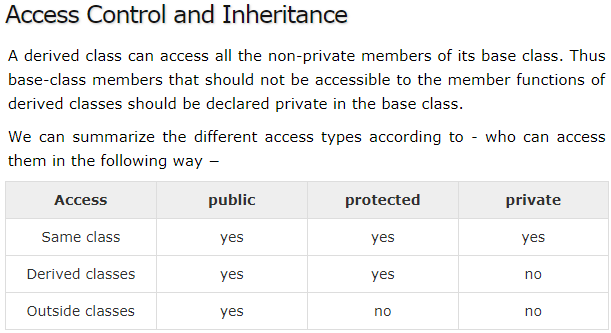 Access Control and Inheritance
A derived class can access all the non-private members of its base class. Thus
base-class members that should not be accessible to the member functions of
derived classes should be declared private in the base class.
We can summarize the different access types according to - who can access
them in the following way −
Access public protected private
Same class yes yes yes
Derived classes yes yes no
Outside classes yes no no